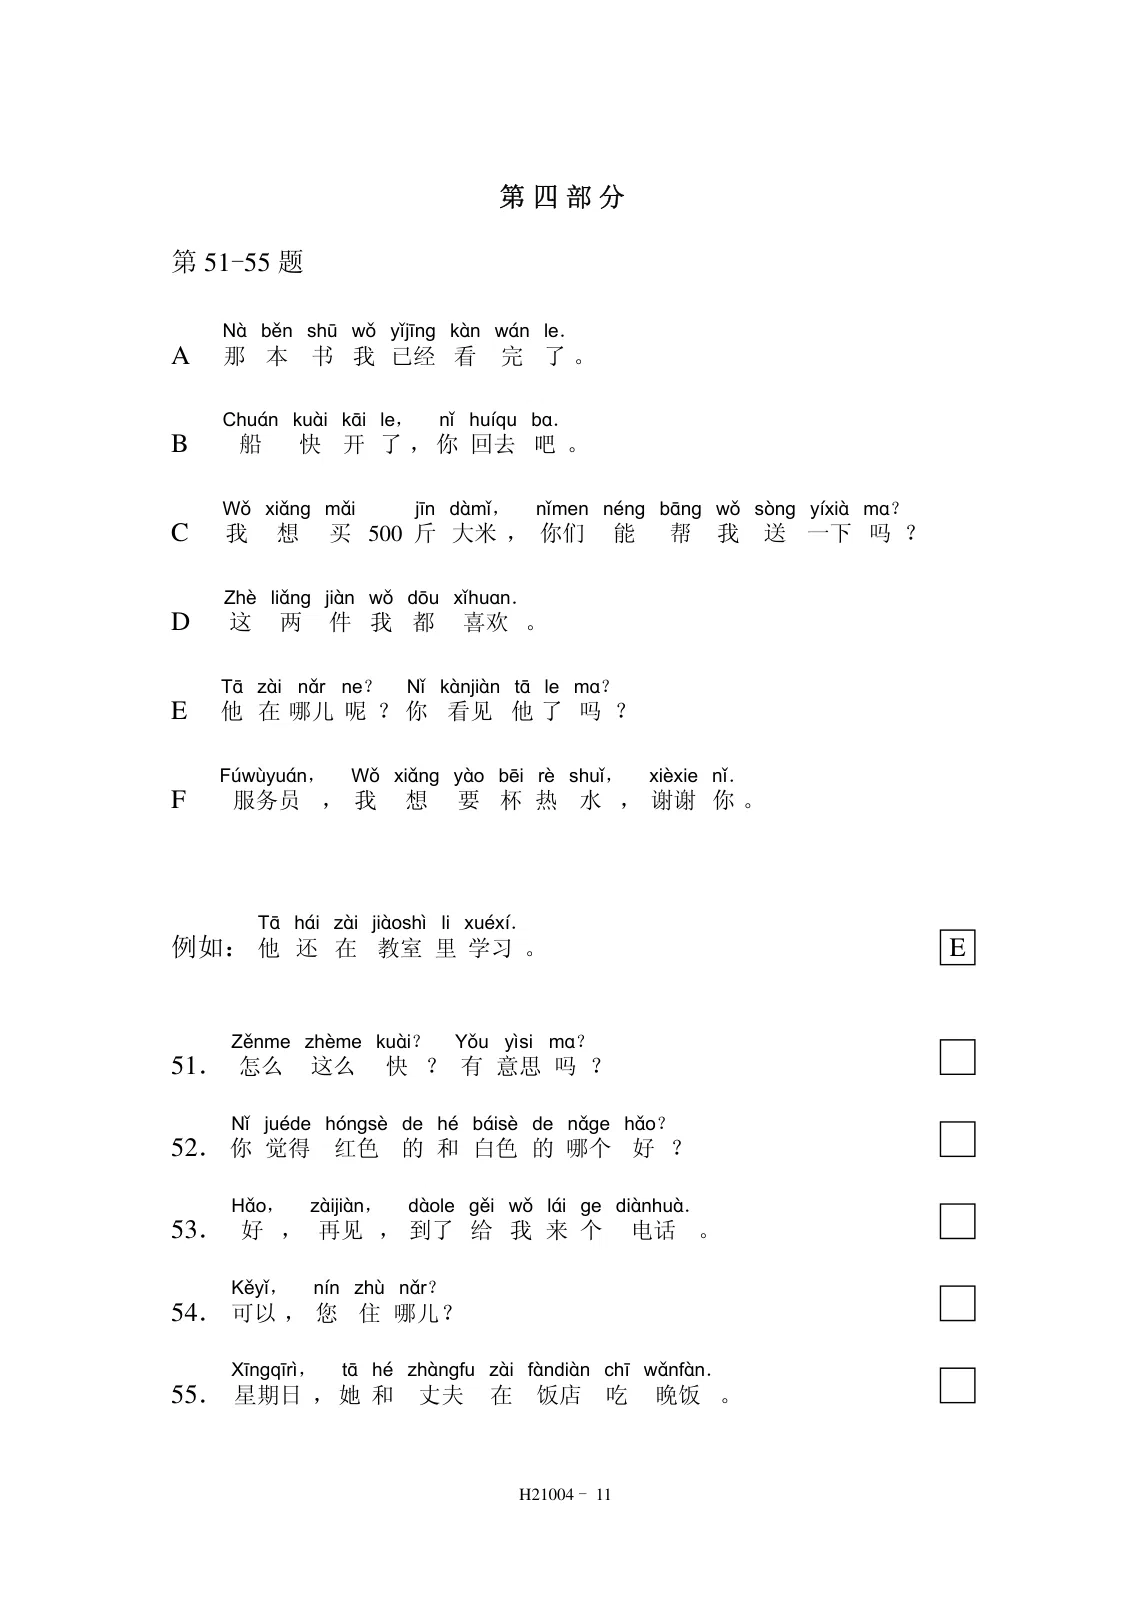 第四部分
第 51-55 题
Nà běn shū wǒ yǐjīng kàn wán le.
A 那本书我已经看完了。
Chuán kuài kāi le， nǐ huíqu ba.
B 船快开了，你回去吧。
Wǒ xiǎng mǎi jīn dàmǐ， nǐmen néng bāng wǒ sòng yíxià ma？
C 我想买 500 斤大米，你们能帮我送一下吗？
Zhè liǎng jiàn wǒ dōu xǐhuan.
D 这两件我都喜欢。
Tā zài nǎr ne？ Nǐ kànjiàn tā le ma？
E 他在哪儿呢？你看见他了吗？
Fúwùyuán， Wǒ xiǎng yào bēi rè shuǐ， xièxie nǐ.
F 服务员，我想要杯热水，谢谢你。
Tā hái zài jiàoshì li xuéxí.
例如：他还在教室里学习。 E
Zěnme zhème kuài？ Yǒu yìsi ma？
51. 怎么这么快？有意思吗？
Nǐ juéde hóngsè de hé báisè de nǎge hǎo？
52. 你觉得红色的和白色的哪个好？
Hǎo， zàijiàn， dàole gěi wǒ lái ge diànhuà.
53. 好，再见，到了给我来个电话。
Kěyǐ， nín zhù nǎr？
54. 可以，您住哪儿？
Xīngqīrì， tā hé zhàngfu zài fàndiàn chī wǎnfàn.
55. 星期日，她和丈夫在饭店吃晚饭。
H21004 - 11